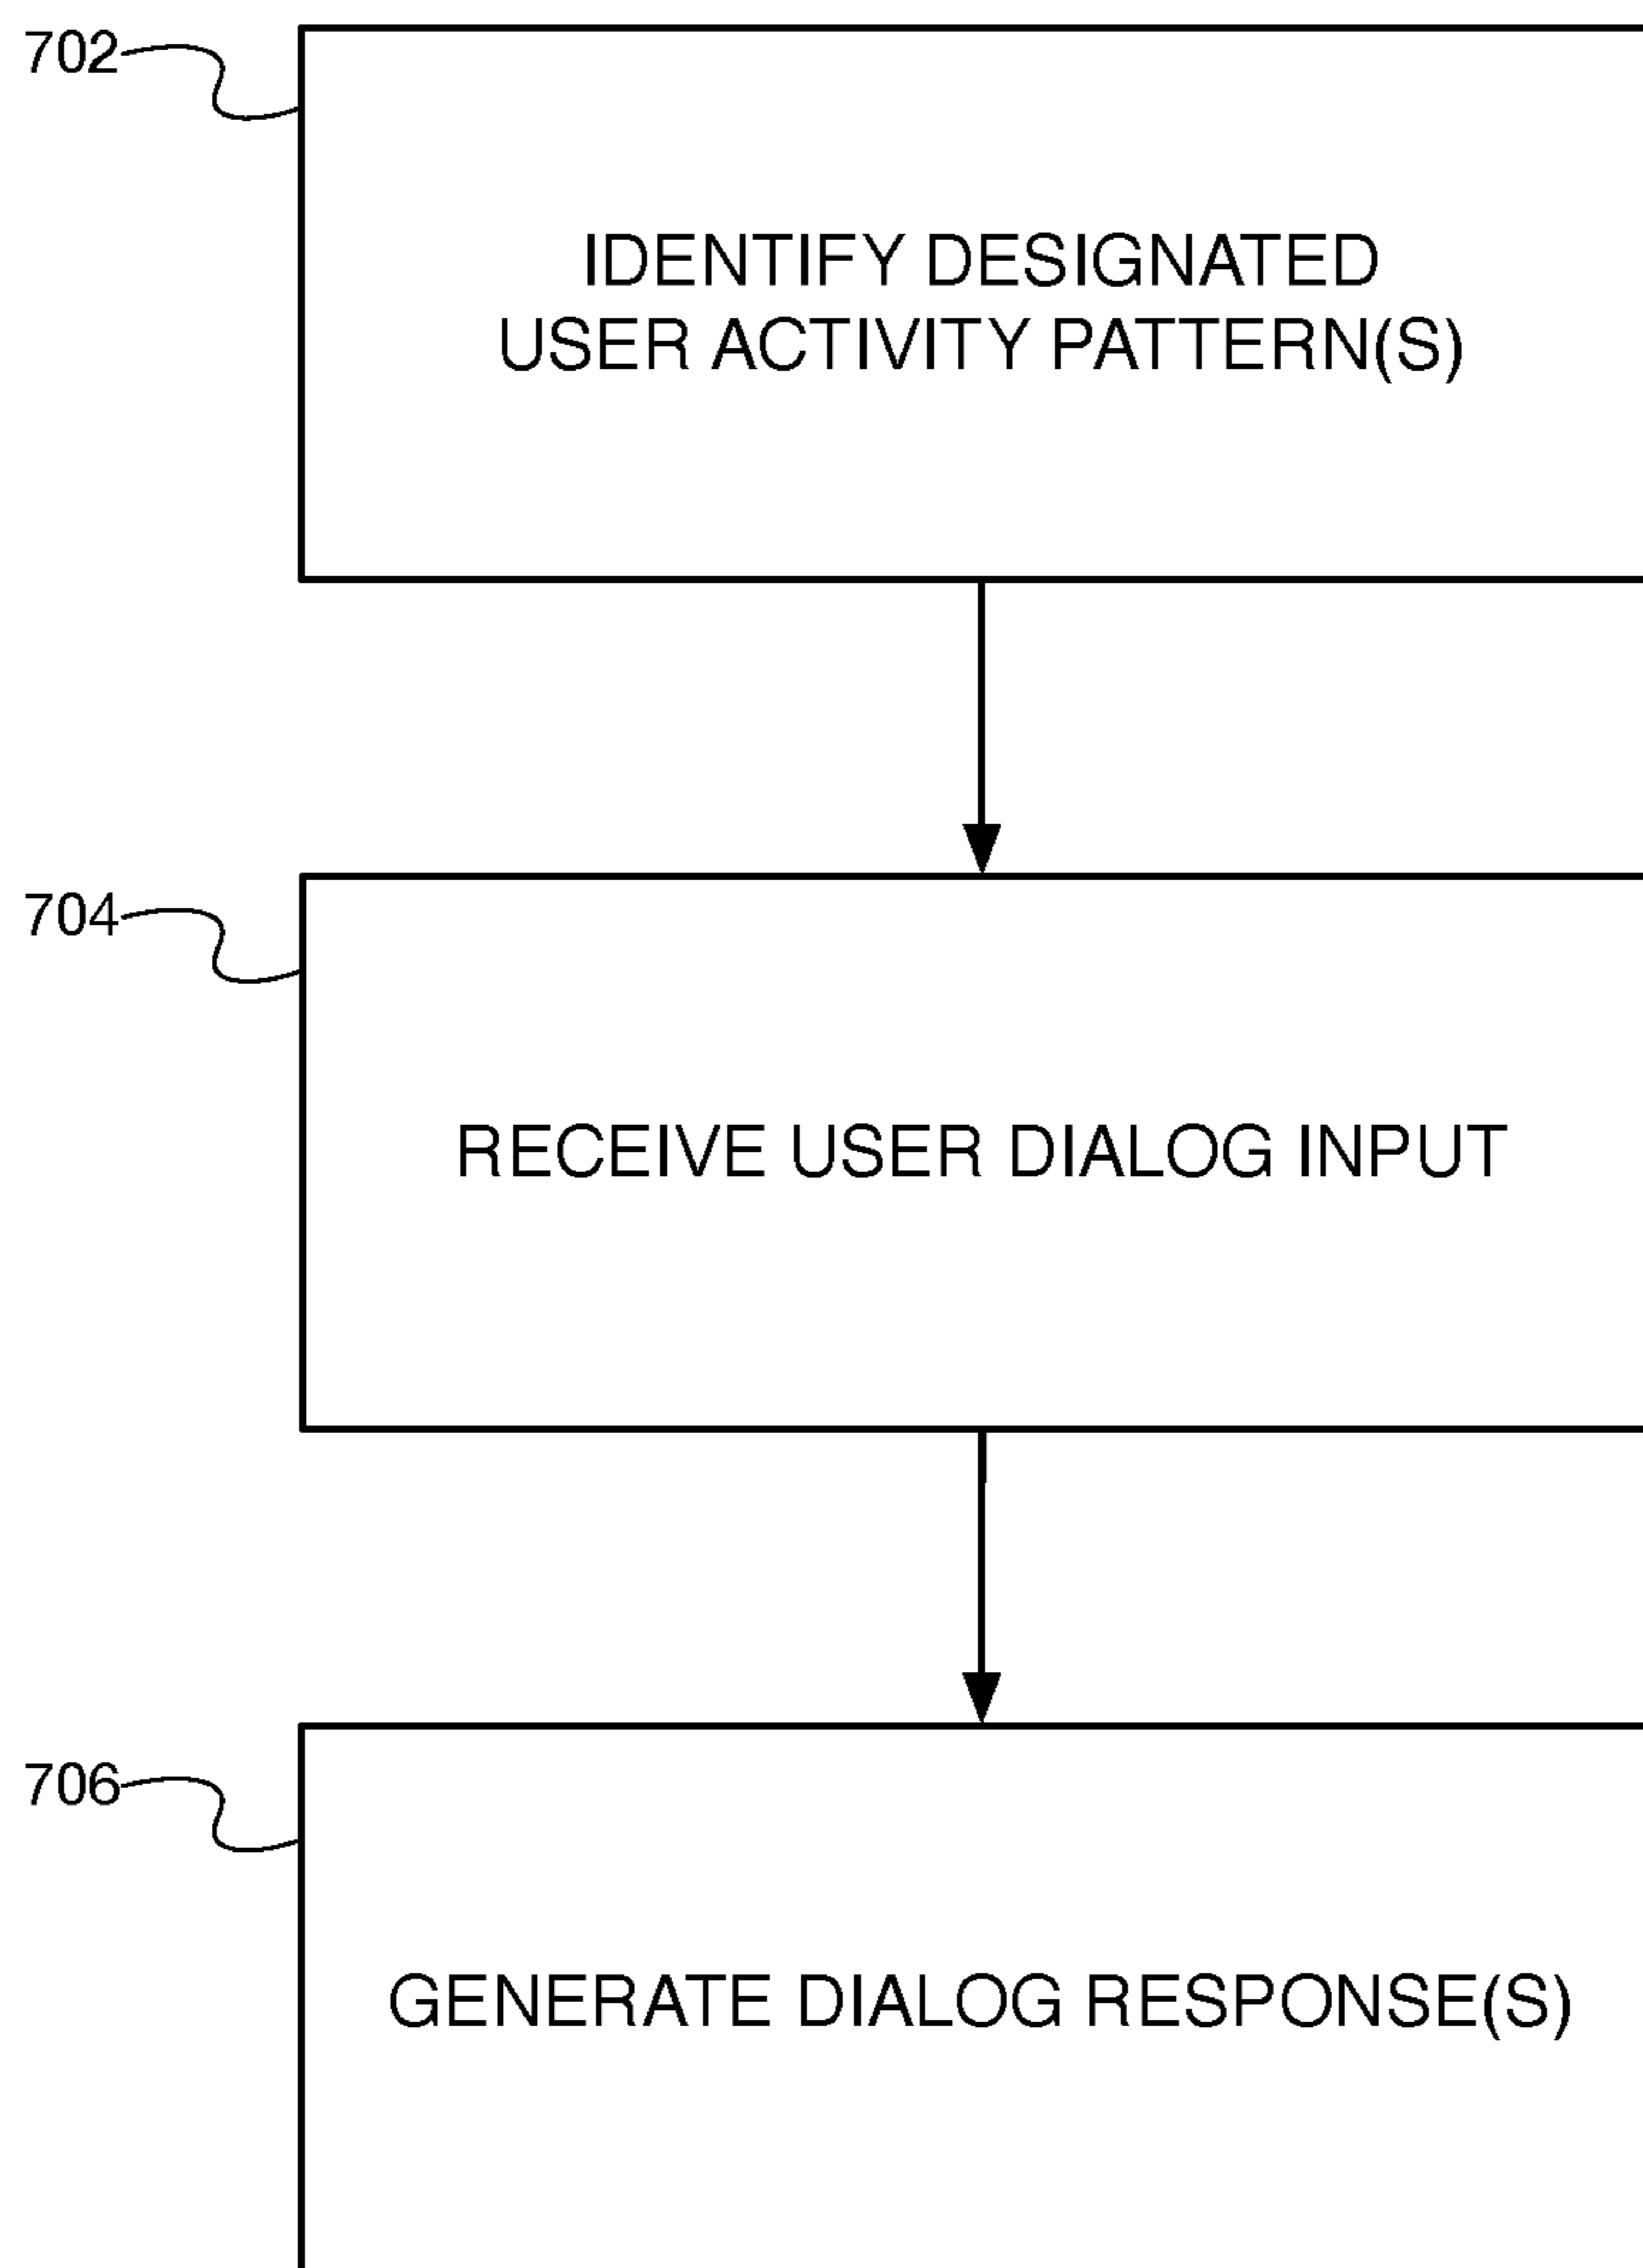 702
IDENTIFY DESIGNATED
USER ACTIVITY PATTERN(S)
704
RECEIVE USER DIALOG INPUT
706
GENERATE DIALOG RESPONSE(S)